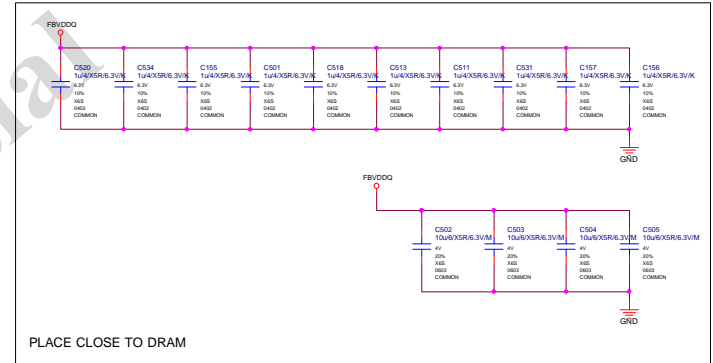 FBVDDQ
C520
1u/4/X5R/6.3V/K
6.3V
10%
X6S
0402
COMMON
C534
1u/4/X5R/6.3V/K
6.3V
10%
X6S
0402
COMMON
C155
1u/4/X5R/6.3V/K
6.3V
10%
X6S
0402
COMMON
C501
1u/4/X5R/6.3V/K
6.3V
10%
X6S
0402
COMMON
C518
1u/4/X5R/6.3V/K
6.3V
10%
X6S
0402
COMMON
C513
1u/4/X5R/6.3V/K
6.3V
10%
X6S
0402
COMMON
C511
1u/4/X5R/6.3V/K
6.3V
10%
X6S
0402
COMMON
C531
1u/4/X5R/6.3V/K
6.3V
10%
X6S
0402
COMMON
C157
1u/4/X5R/6.3V/K
6.3V
10%
X6S
0402
COMMON
C156
1u/4/X5R/6.3V/K
6.3V
10%
X6S
0402
COMMON
GND
FBVDDQ
C502
10u/6/X5R/6.3V/M
4V
20%
X6S
0603
COMMON
C503
10u/6/X5R/6.3V/M
4V
20%
X6S
0603
COMMON
C504
10u/6/X5R/6.3V/M
4V
20%
X6S
0603
COMMON
C505
10u/6/X5R/6.3V/M
4V
20%
X6S
0603
COMMON
GND
PLACE CLOSE TO DRAM